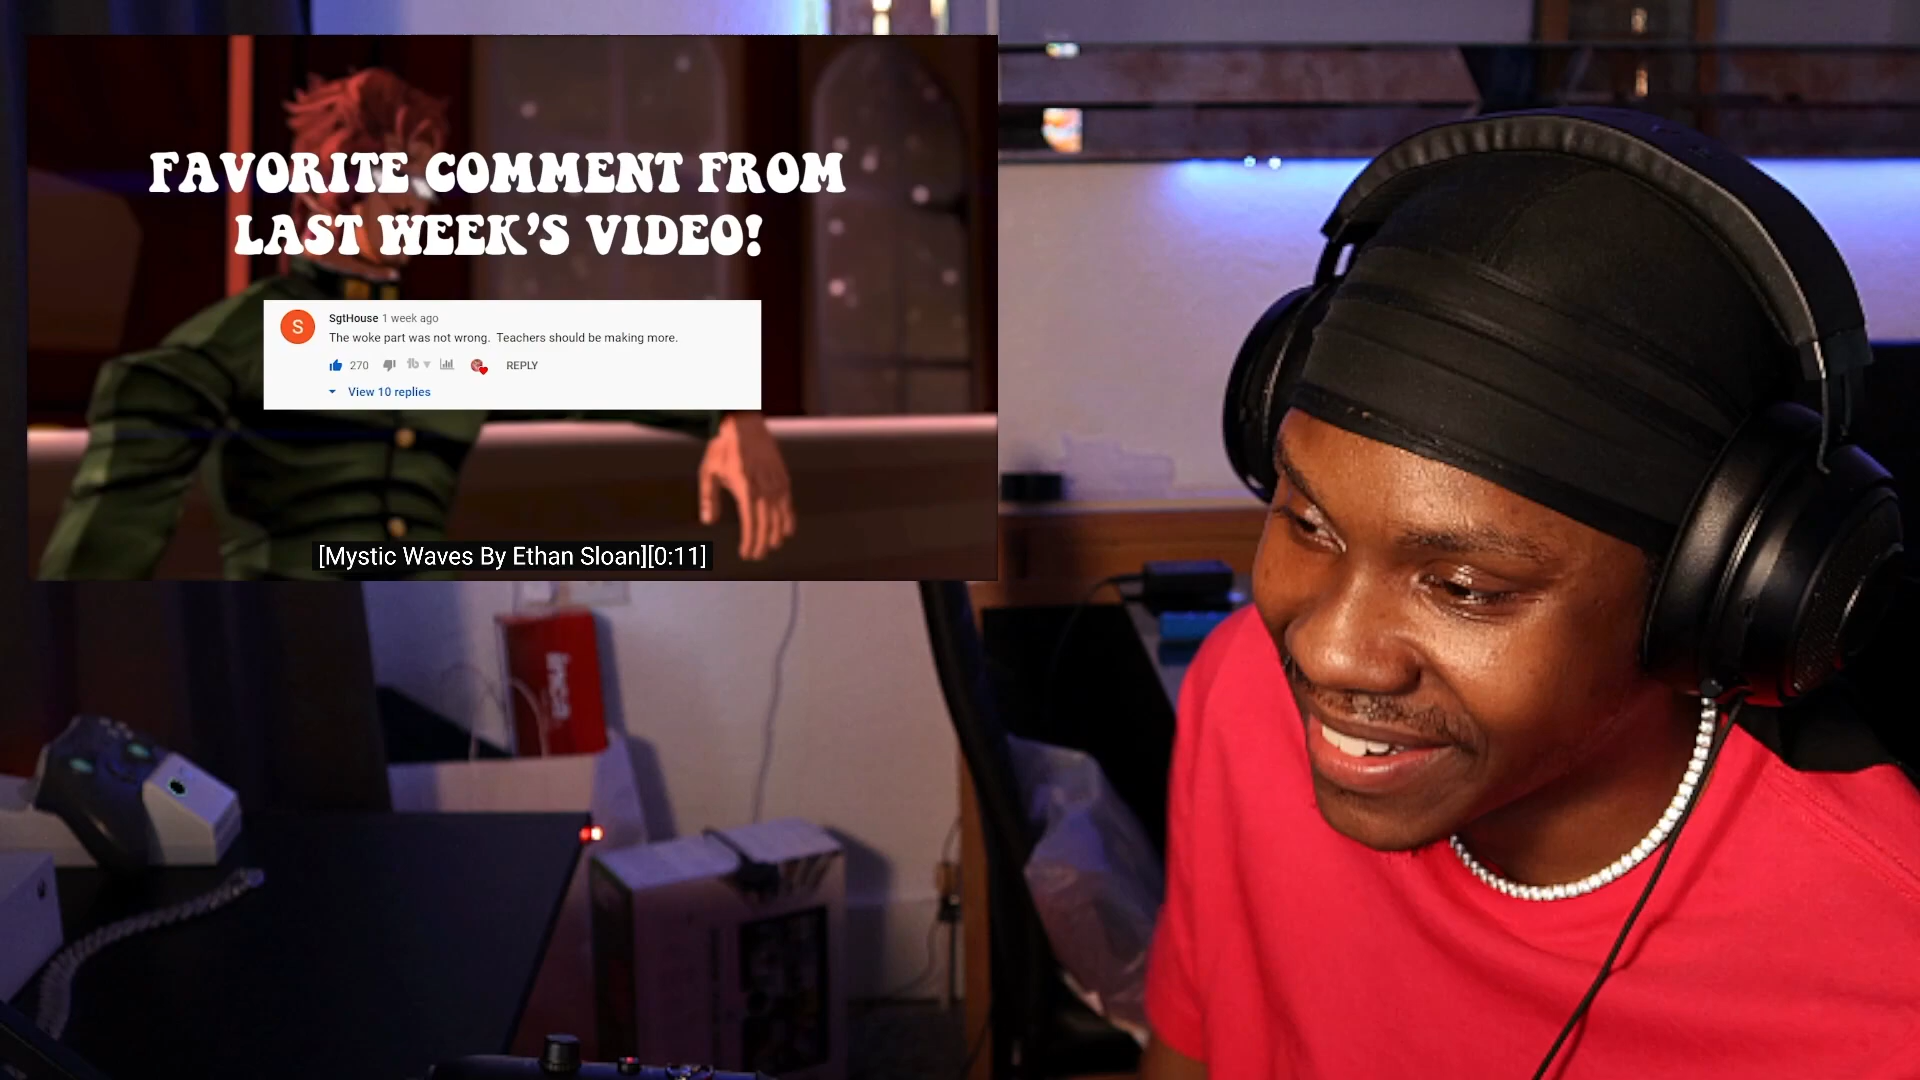 FAVORITE COMMENT FROM
LAST WEEK'S VIDEO!
S
SgtHouse 1 week ago
The woke part was not wrong. Teachers should be making more.
270
REPLY
View 10 replies
[Mystic Waves By Ethan Sloan][0:11]